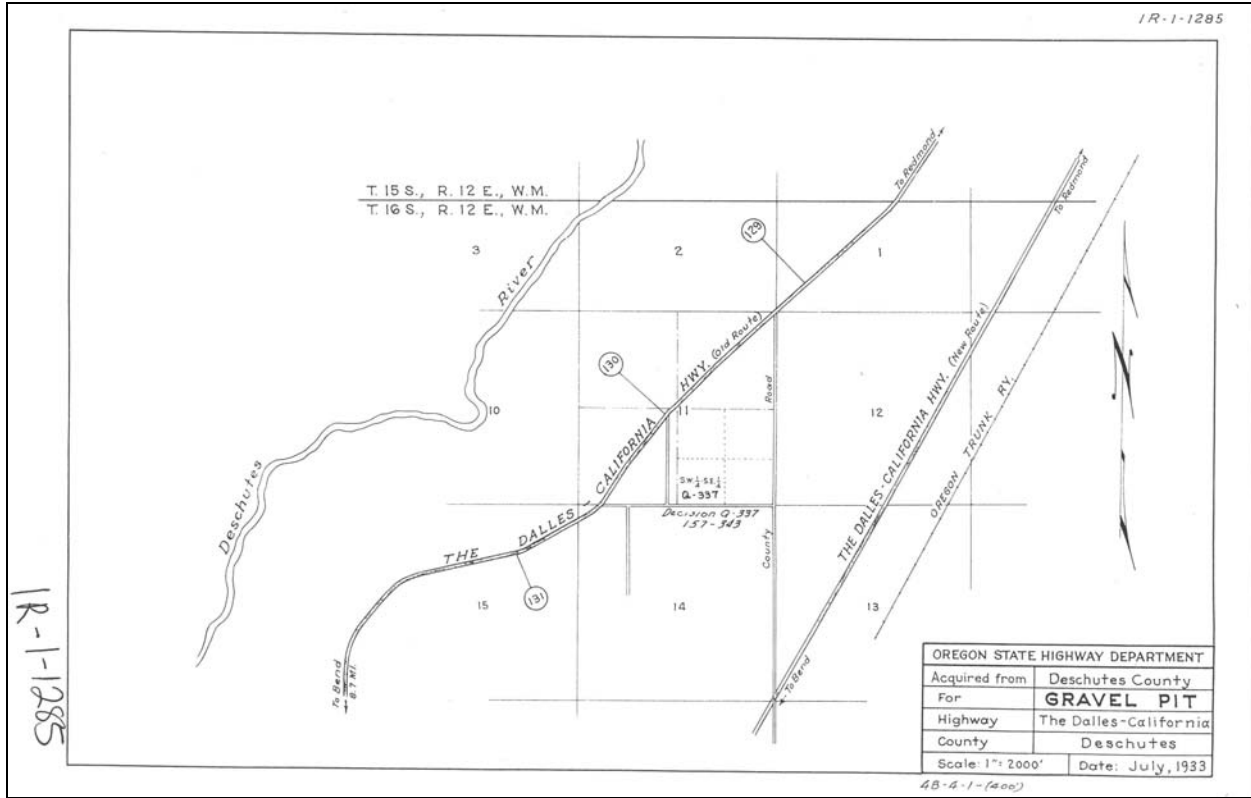 1R-1-1285
To Redmond
To Redmond
T. 15 S., R. 12 E., W.M.
T. 16 S., R. 12 E., W.M.
3
2
129
1
River
HWY. (Old Route)
THE DALLES-CALIFORNIA HWY. (New Route)
130
10
11
Road
12
OREGON TRUNK RY.
N
Deschutes
S.W.¼-S.E.¼
Q-337
THE DALLES - CALIFORNIA
Decision Q-337
157-343
County
15
131
14
13
To Bend
8.7 MI.
To Bend
1R-1-1285
OREGON STATE HIGHWAY DEPARTMENT
Acquired from Deschutes County
For GRAVEL PIT
Highway The Dalles-California
County Deschutes
Scale: 1"= 2000' Date: July, 1933
4B-4-1-(400')